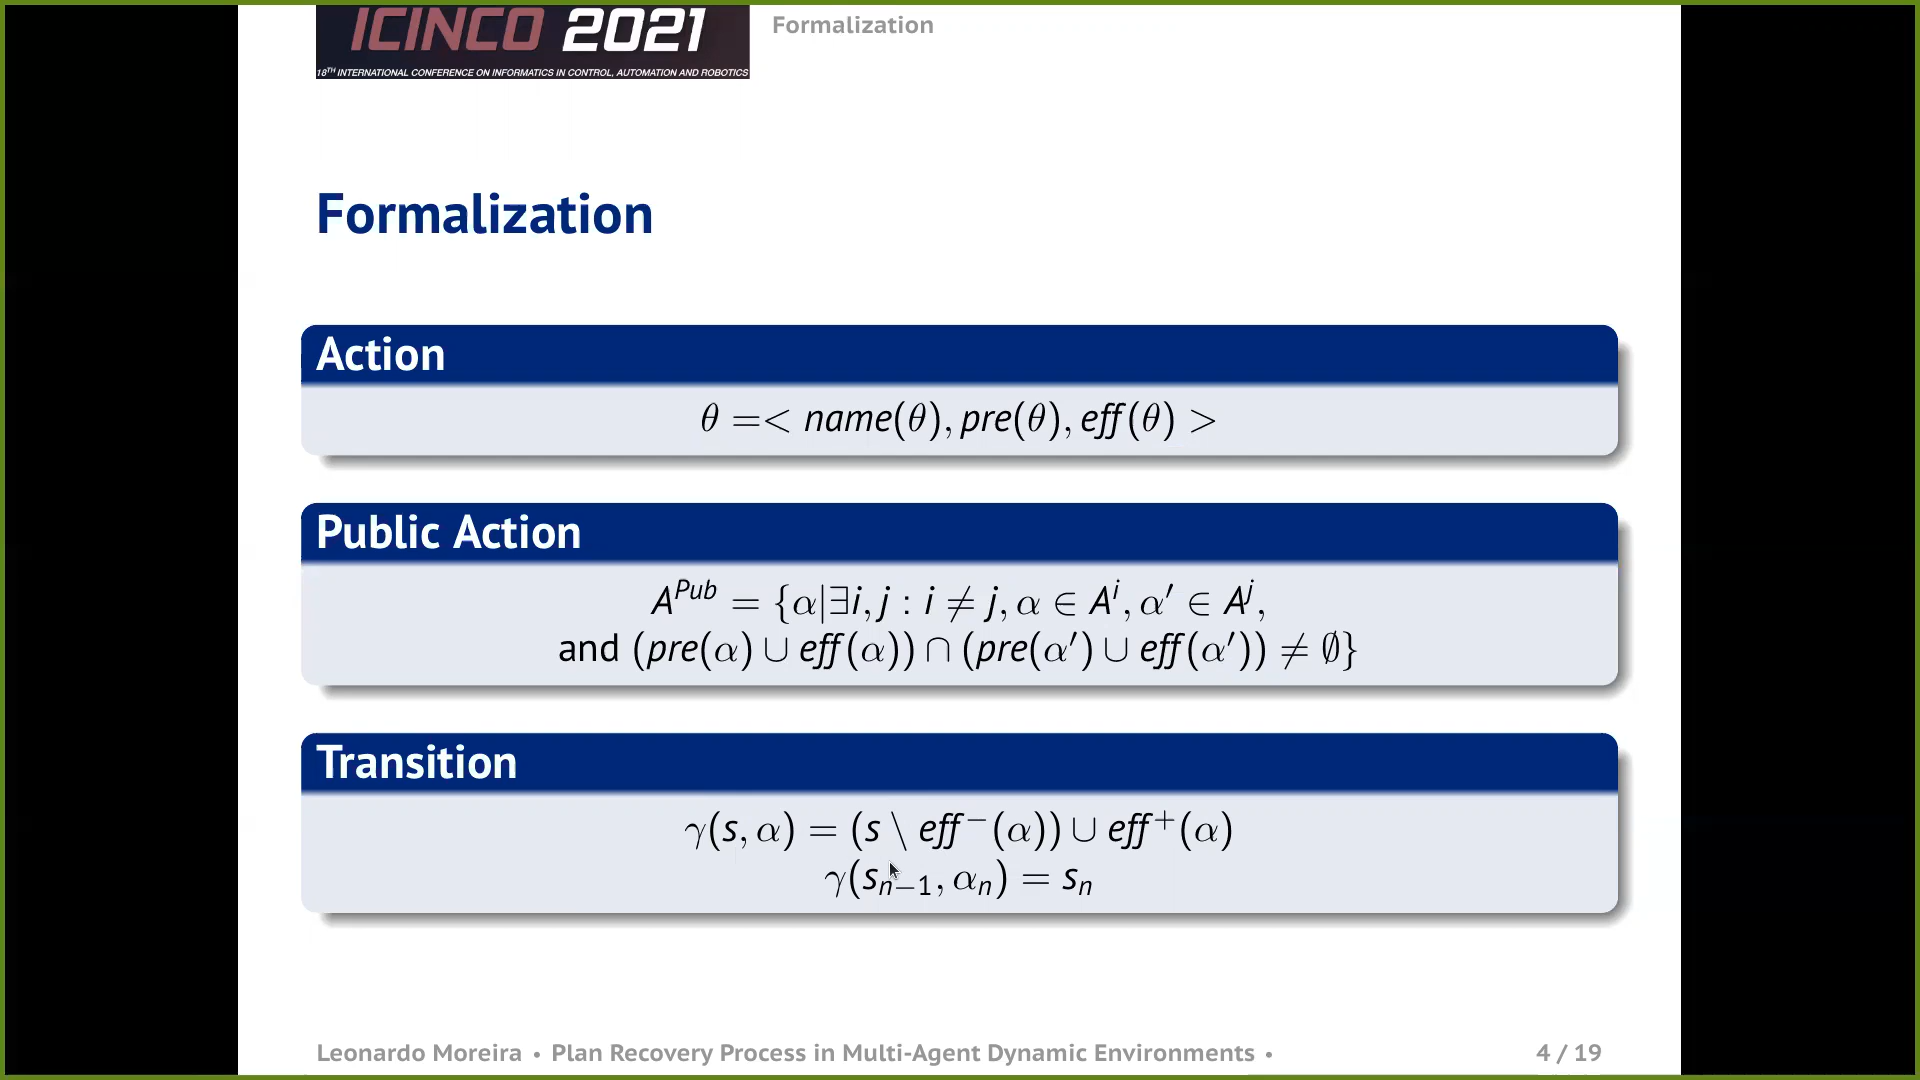 ICINCO 2021
18TH INTERNATIONAL CONFERENCE ON INFORMATICS IN CONTROL, AUTOMATION AND ROBOTICS
Formalization
Formalization
Action
θ =< name(θ), pre(θ), eff(θ) >
Public Action
A^Pub = {α|∃i, j : i ≠ j, α ∈ A^i, α′ ∈ A^j,
and (pre(α) ∪ eff(α)) ∩ (pre(α′) ∪ eff(α′)) ≠ ∅}
Transition
γ(s, α) = (s \ eff⁻(α)) ∪ eff⁺(α)
γ(s_{n−1}, α_n) = s_n
Leonardo Moreira • Plan Recovery Process in Multi-Agent Dynamic Environments •
4 / 19